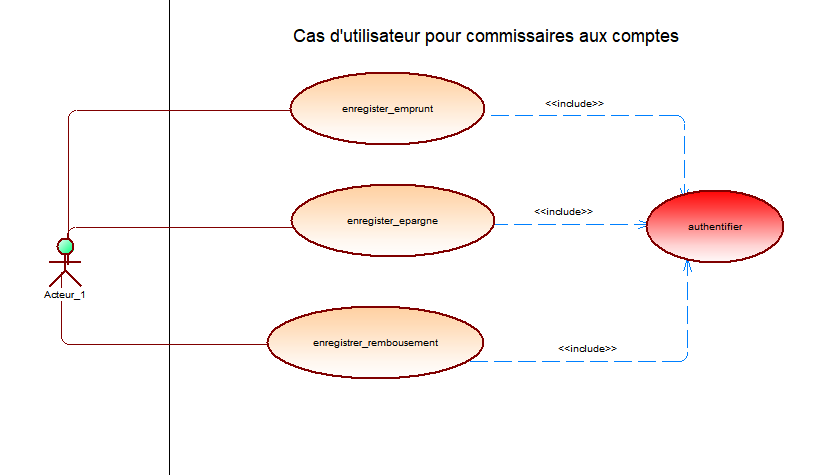 Cas d'utilisateur pour commissaires aux comptes
enregister_emprunt
<<include>>
enregister_epargne
<<include>>
authentifier
Acteur_1
enregistrer_rembousement
<<include>>